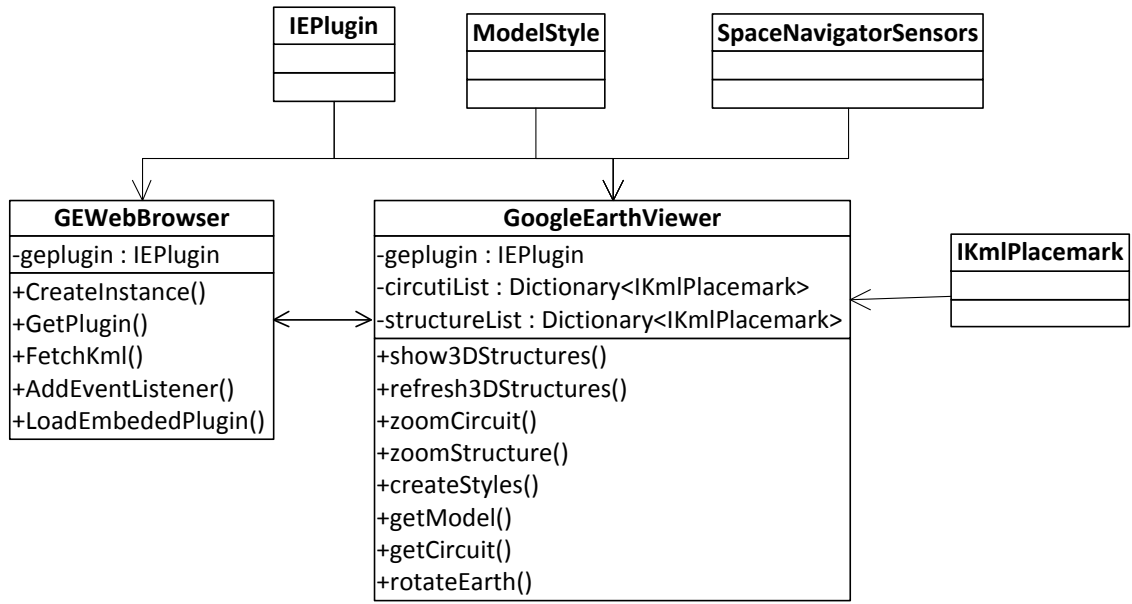 IEPlugin
ModelStyle
SpaceNavigatorSensors
GEWebBrowser
-geplugin : IEPlugin
+CreateInstance()
+GetPlugin()
+FetchKml()
+AddEventListener()
+LoadEmbededPlugin()
GoogleEarthViewer
-geplugin : IEPlugin
-circutiList : Dictionary<IKmlPlacemark>
-structureList : Dictionary<IKmlPlacemark>
+show3DStructures()
+refresh3DStructures()
+zoomCircuit()
+zoomStructure()
+createStyles()
+getModel()
+getCircuit()
+rotateEarth()
IKmlPlacemark